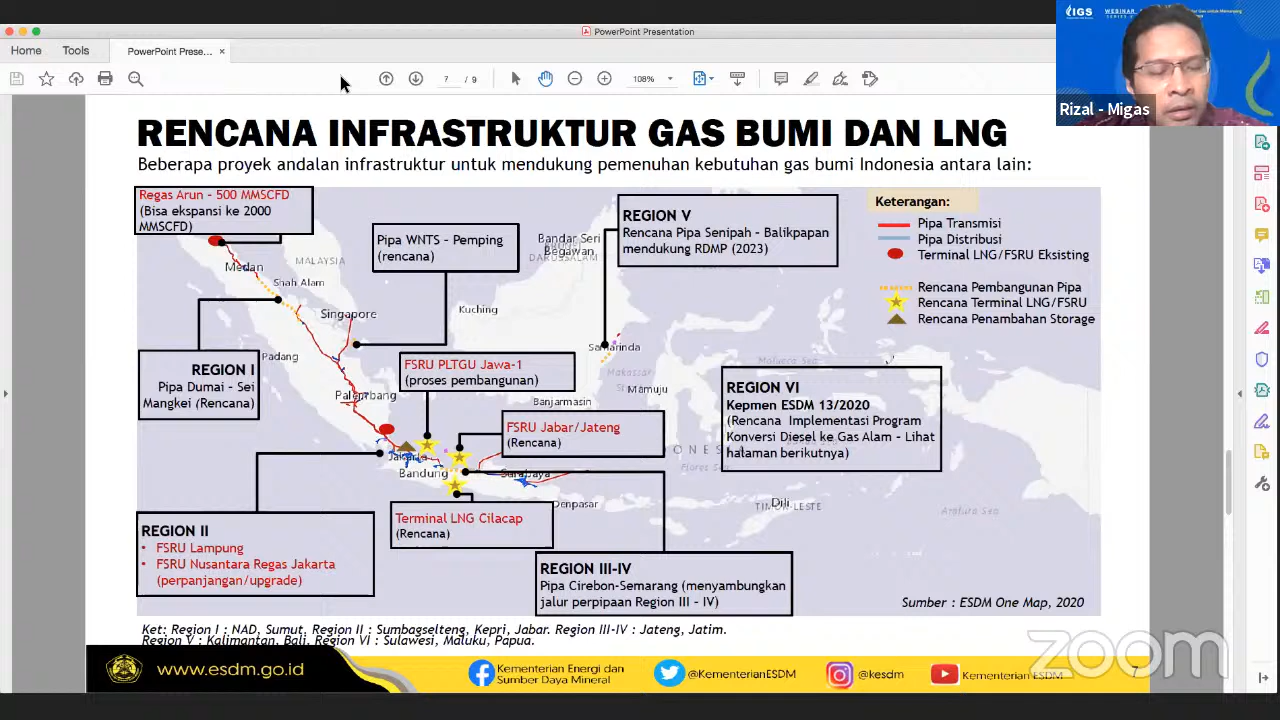 PowerPoint Presentation
Home
Tools
PowerPoint Prese...
7 / 9
108%
IGS
WEBINAR
Rizal - Migas
RENCANA INFRASTRUKTUR GAS BUMI DAN LNG
Beberapa proyek andalan infrastruktur untuk mendukung pemenuhan kebutuhan gas bumi Indonesia antara lain:
Regas Arun – 500 MMSCFD
(Bisa ekspansi ke 2000
MMSCFD)
Pipa WNTS – Pemping
(rencana)
REGION V
Rencana Pipa Senipah – Balikpapan
mendukung RDMP (2023)
Keterangan:
Pipa Transmisi
Pipa Distribusi
Terminal LNG/FSRU Eksisting
Rencana Pembangunan Pipa
Rencana Terminal LNG/FSRU
Rencana Penambahan Storage
Bandar Seri
Begawan
DARUSSALAM
MALAYSIA
Medan
Shah Alam
Kuching
Singapore
Samarinda
Padang
Palembang
Makassar
Mamuju
Maluera Sea
Banjarmasin
REGION I
Pipa Dumai – Sei
Mangkei (Rencana)
FSRU PLTGU Jawa-1
(proses pembangunan)
FSRU Jabar/Jateng
(Rencana)
REGION VI
Kepmen ESDM 13/2020
(Rencana Implementasi Program
Konversi Diesel ke Gas Alam – Lihat
halaman berikutnya)
Jakarta
Bandung
Surabaya
Flores Sea
Denpasar
Dili
TIMOR-LESTE
Arafura Sea
REGION II
• FSRU Lampung
• FSRU Nusantara Regas Jakarta
(perpanjangan/upgrade)
Terminal LNG Cilacap
(Rencana)
REGION III-IV
Pipa Cirebon-Semarang (menyambungkan
jalur perpipaan Region III – IV)
Sumber : ESDM One Map, 2020
Ket: Region I : NAD, Sumut, Region II : Sumbagselteng, Kepri, Jabar. Region III-IV : Jateng, Jatim.
Region V : Kalimantan, Bali, Region VI : Sulawesi, Maluku, Papua.
www.esdm.go.id
Kementerian Energi dan
Sumber Daya Mineral
@KementerianESDM
@kesdm
Kementerian ESDM
7
zoom